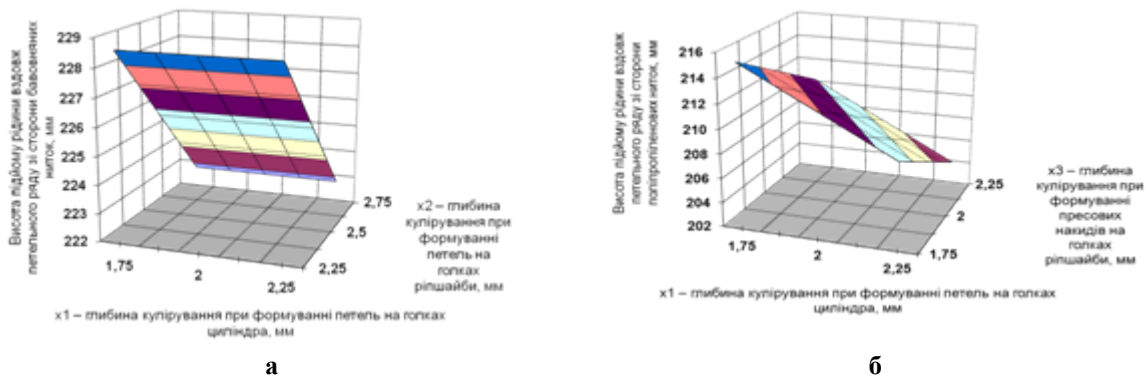 Висота підйому рідини вздовж
петельного ряду зі сторони бавовняних
ниток, мм
229
228
227
226
225
224
223
222
1,75
2
2,25
2,25
2,5
2,75
х2 – глибина
кулірування при
формуванні
петель на
голках
ріпшайби, мм
х1 – глибина кулірування при формуванні петель на голках
циліндра, мм
а
Висота підйому рідини вздовж
петельного ряду зі сторони
поліпропіленових ниток, мм
216
214
212
210
208
206
204
202
1,75
2
2,25
1,75
2
2,25
х3 – глибина
кулірування при
формуванні
пресових
накидів на
голках
ріпшайби, мм
х1 – глибина кулірування при формуванні петель на голках
циліндра, мм
б